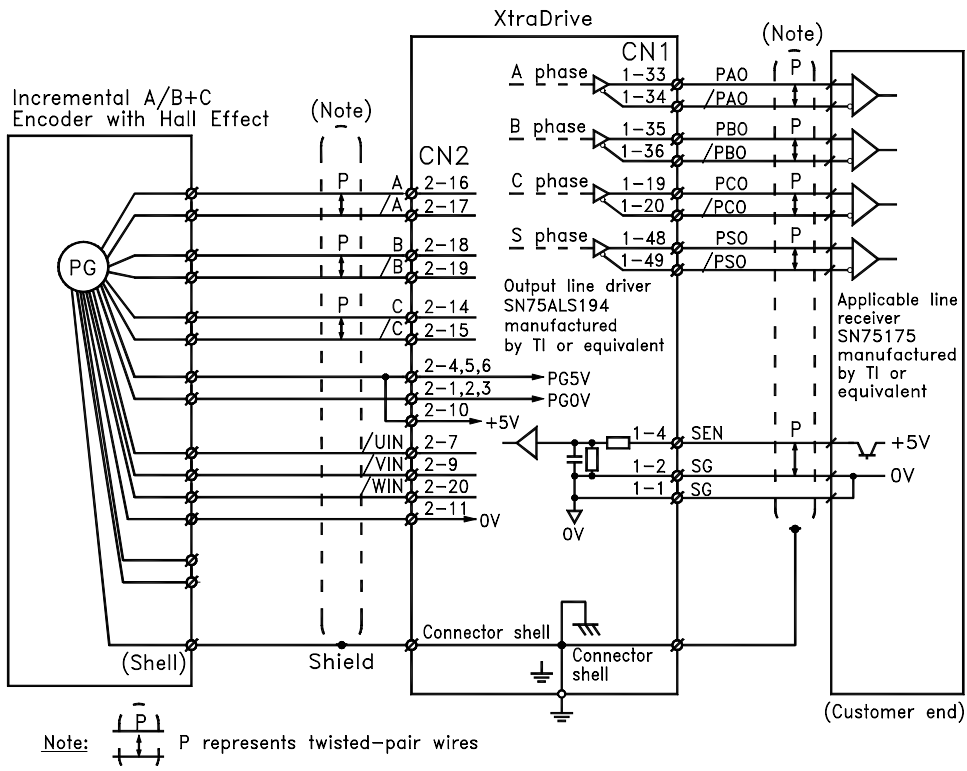 XtraDrive
Incremental A/B+C
Encoder with Hall Effect
(Note)
(Note)
CN2
CN1
PG
P
A 2-16
/A 2-17
P
B 2-18
/B 2-19
P
C 2-14
/C 2-15
2-4,5,6
PG5V
2-1,2,3
PG0V
2-10
+5V
/UIN 2-7
/VIN 2-9
/WIN 2-20
2-11
0V
(Shell)
Shield
Connector shell
Connector
shell
A phase 1-33 PAO P
1-34 /PAO
B phase 1-35 PBO P
1-36 /PBO
C phase 1-19 PCO P
1-20 /PCO
S phase 1-48 PSO P
1-49 /PSO
Output line driver
SN75ALS194
manufactured
by TI or equivalent
Applicable line
receiver
SN75175
manufactured
by TI or
equivalent
1-4 SEN P +5V
1-2 SG 0V
1-1 SG
0V
(Customer end)
Note: P P represents twisted-pair wires